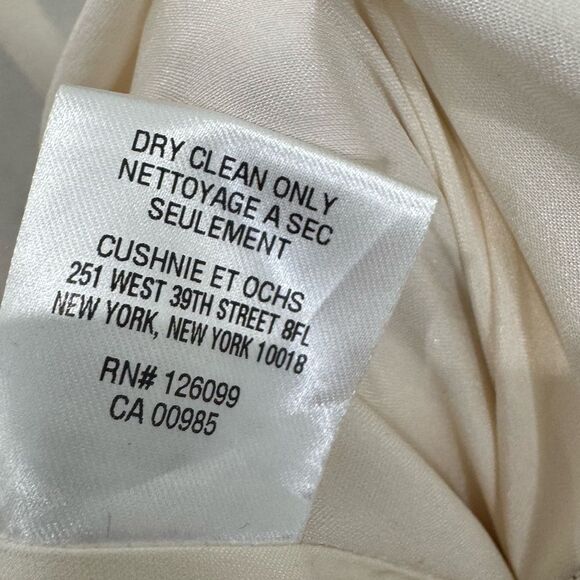 DRY CLEAN ONLY
NETTOYAGE A SEC
SEULEMENT
CUSHNIE ET OCHS
251 WEST 39TH STREET 8FL
NEW YORK, NEW YORK 10018
RN# 126099
CA 00985